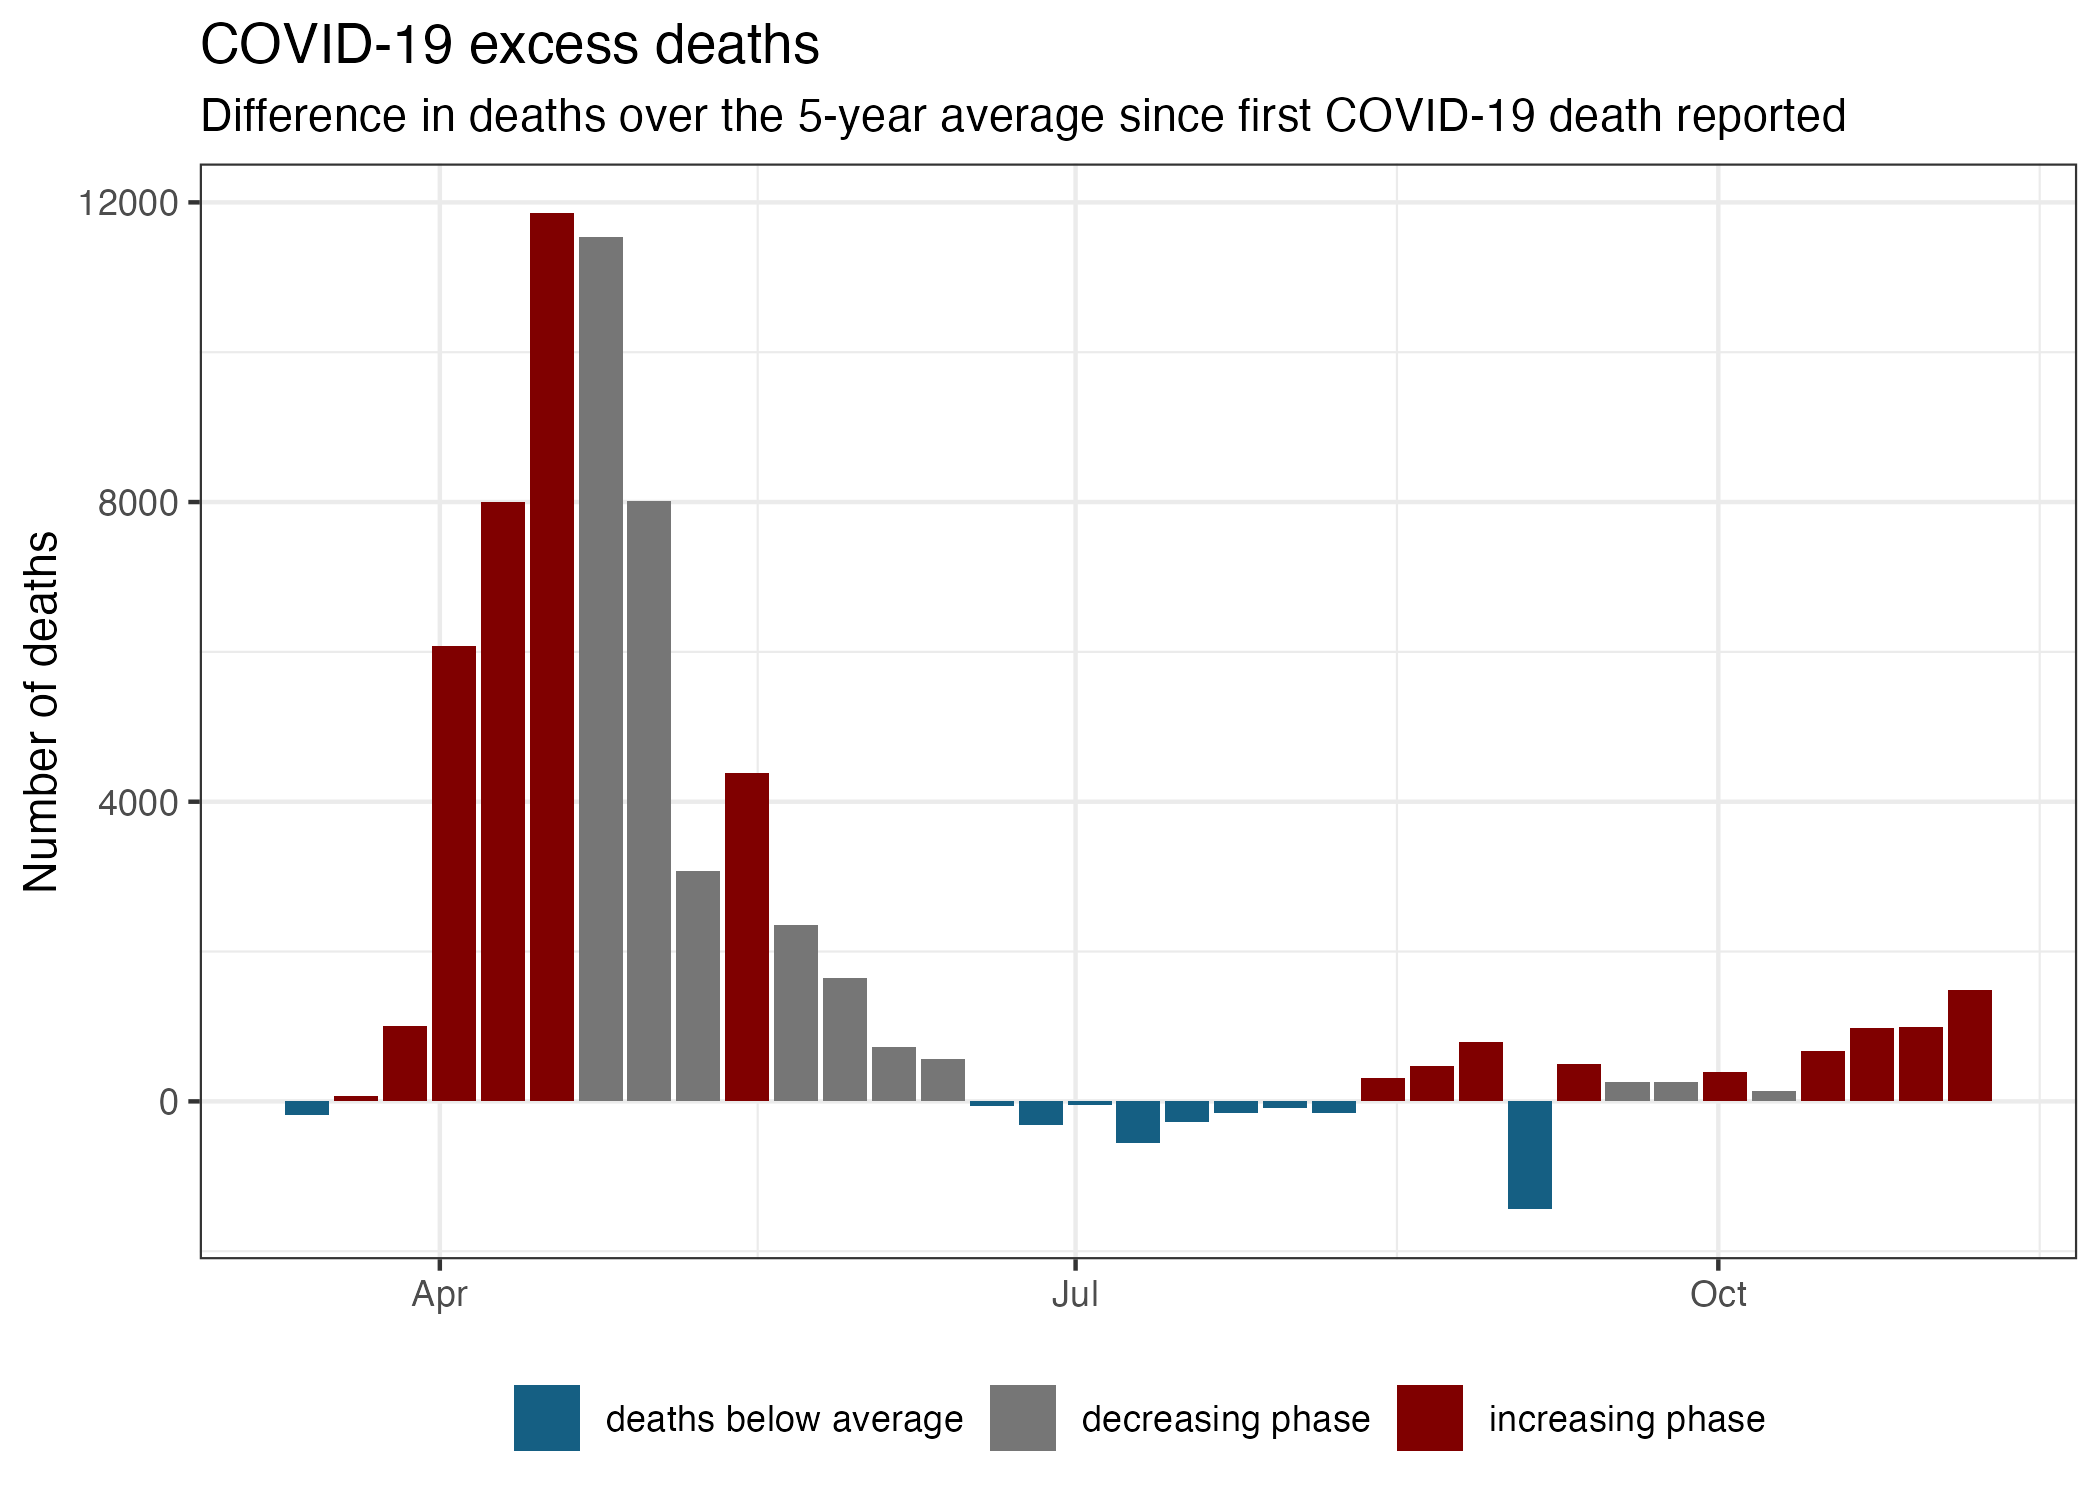 COVID-19 excess deaths
Difference in deaths over the 5-year average since first COVID-19 death reported
Number of deaths
12000
8000
4000
0
Apr
Jul
Oct
deaths below average
decreasing phase
increasing phase